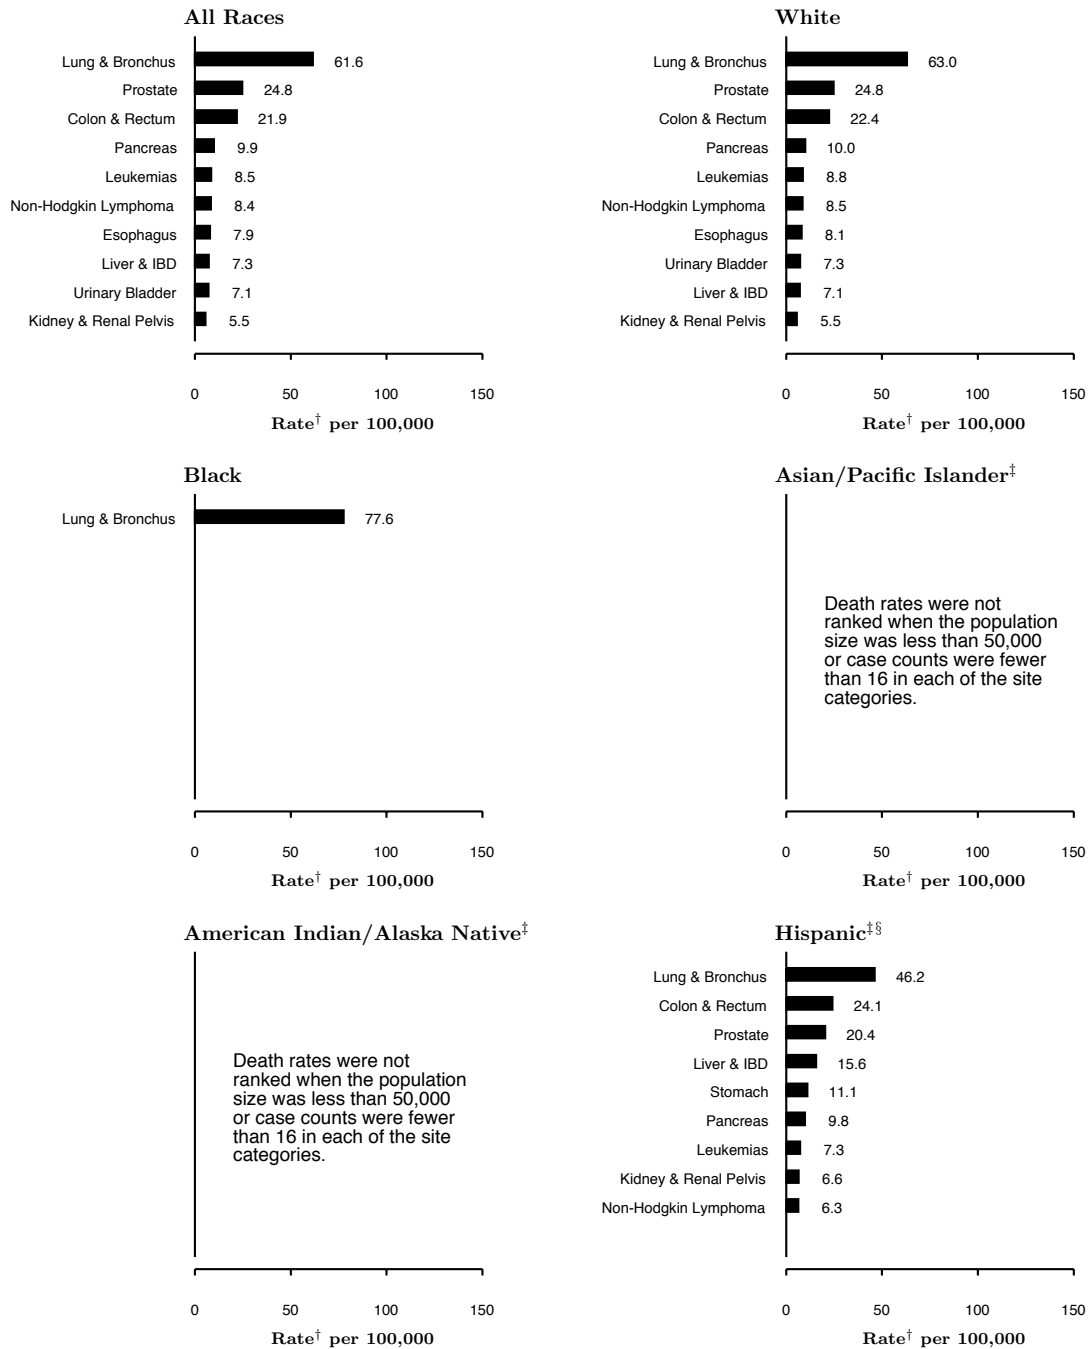 All Races
Lung & Bronchus 61.6
Prostate 24.8
Colon & Rectum 21.9
Pancreas 9.9
Leukemias 8.5
Non-Hodgkin Lymphoma 8.4
Esophagus 7.9
Liver & IBD 7.3
Urinary Bladder 7.1
Kidney & Renal Pelvis 5.5
0 50 100 150
Rate† per 100,000
White
Lung & Bronchus 63.0
Prostate 24.8
Colon & Rectum 22.4
Pancreas 10.0
Leukemias 8.8
Non-Hodgkin Lymphoma 8.5
Esophagus 8.1
Urinary Bladder 7.3
Liver & IBD 7.1
Kidney & Renal Pelvis 5.5
0 50 100 150
Rate† per 100,000
Black
Lung & Bronchus 77.6
0 50 100 150
Rate† per 100,000
Asian/Pacific Islander‡
Death rates were not
ranked when the population
size was less than 50,000
or case counts were fewer
than 16 in each of the site
categories.
0 50 100 150
Rate† per 100,000
American Indian/Alaska Native‡
Death rates were not
ranked when the population
size was less than 50,000
or case counts were fewer
than 16 in each of the site
categories.
0 50 100 150
Rate† per 100,000
Hispanic‡§
Lung & Bronchus 46.2
Colon & Rectum 24.1
Prostate 20.4
Liver & IBD 15.6
Stomach 11.1
Pancreas 9.8
Leukemias 7.3
Kidney & Renal Pelvis 6.6
Non-Hodgkin Lymphoma 6.3
0 50 100 150
Rate† per 100,000